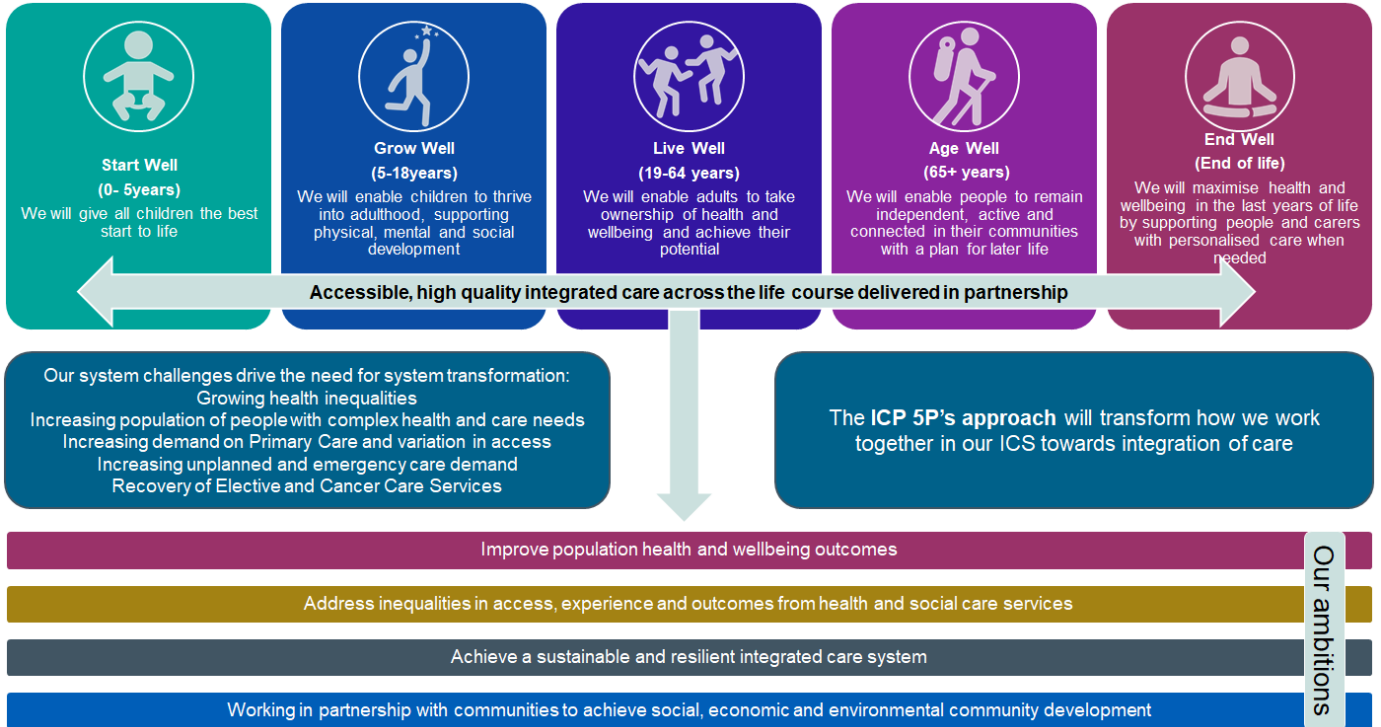 Start Well
(0- 5years)
We will give all children the best
start to life
Grow Well
(5-18years)
We will enable children to thrive
into adulthood, supporting
physical, mental and social
development
Live Well
(19-64 years)
We will enable adults to take
ownership of health and
wellbeing and achieve their
potential
Age Well
(65+ years)
We will enable people to remain
independent, active and
connected in their communities
with a plan for later life
End Well
(End of life)
We will maximise health and
wellbeing in the last years of life
by supporting people and carers
with personalised care when
needed
Accessible, high quality integrated care across the life course delivered in partnership
Our system challenges drive the need for system transformation:
Growing health inequalities
Increasing population of people with complex health and care needs
Increasing demand on Primary Care and variation in access
Increasing unplanned and emergency care demand
Recovery of Elective and Cancer Care Services
The ICP 5P's approach will transform how we work
together in our ICS towards integration of care
Improve population health and wellbeing outcomes
Address inequalities in access, experience and outcomes from health and social care services
Achieve a sustainable and resilient integrated care system
Working in partnership with communities to achieve social, economic and environmental community development
Our ambitions